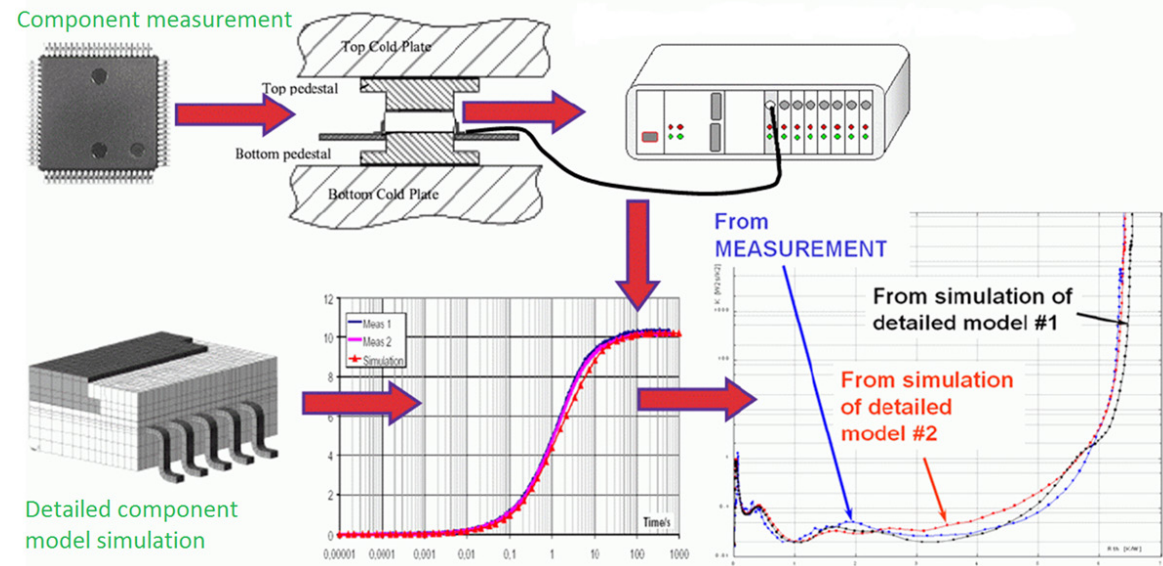 Component measurement
Top Cold Plate
Top pedestal
Bottom pedestal
Bottom Cold Plate
From
MEASUREMENT
From simulation of
detailed model #1
From simulation
of detailed
model #2
Meas 1
Meas 2
Simulation
12
10
8
6
4
2
0
0,00001 0,0001 0,001 0,01 0,1 1 10 100 1000
Time/s
Detailed component
model simulation